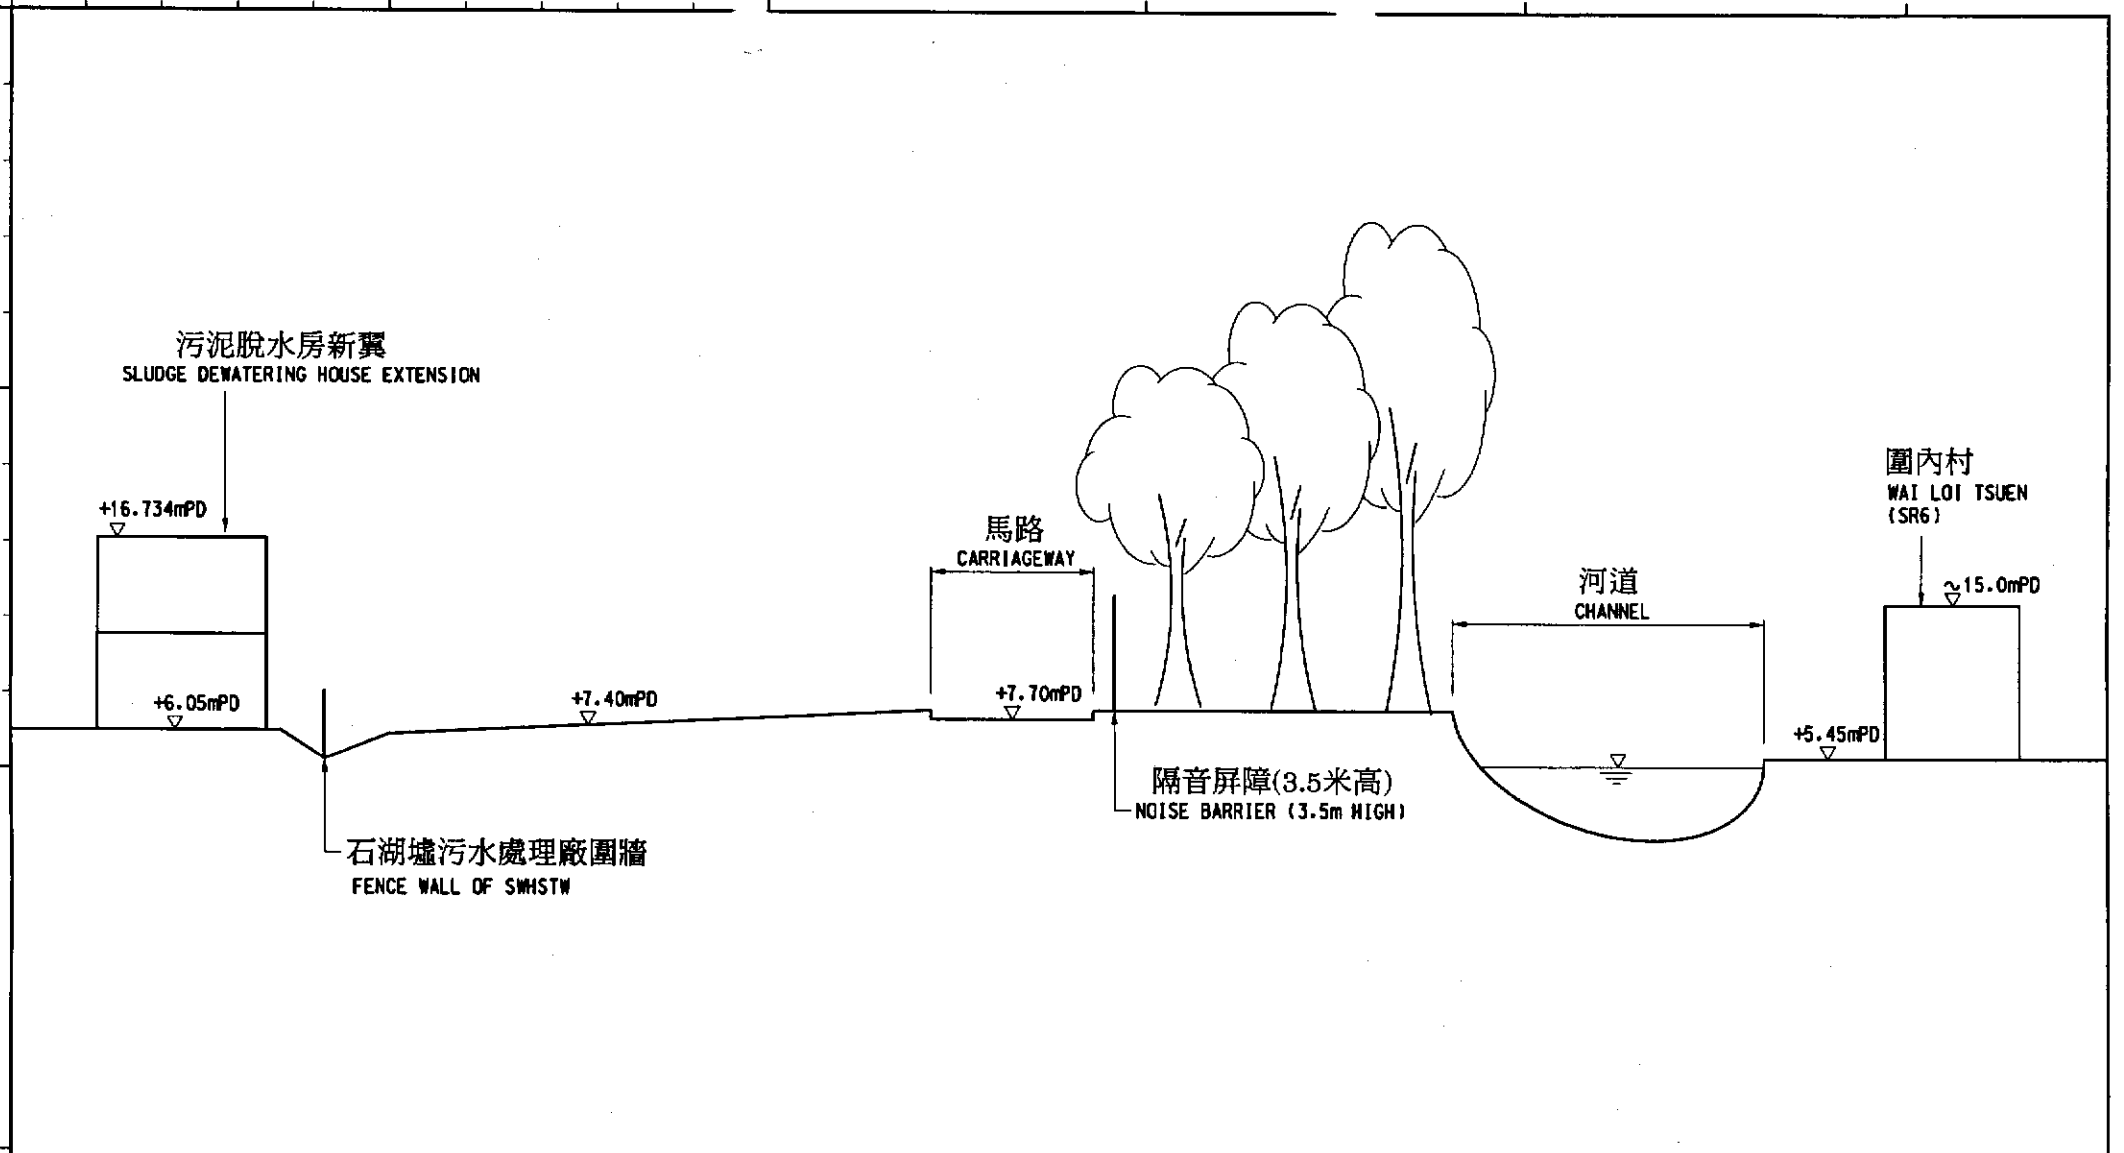 污泥脫水房新翼
SLUDGE DEWATERING HOUSE EXTENSION
+16.734mPD
+6.05mPD
石湖墟污水處理廠圍牆
FENCE WALL OF SWHSTW
+7.40mPD
馬路
CARRIAGEWAY
+7.70mPD
隔音屏障(3.5米高)
NOISE BARRIER (3.5m HIGH)
河道
CHANNEL
圍內村
WAI LOI TSUEN
(SR6)
~15.0mPD
+5.45mPD